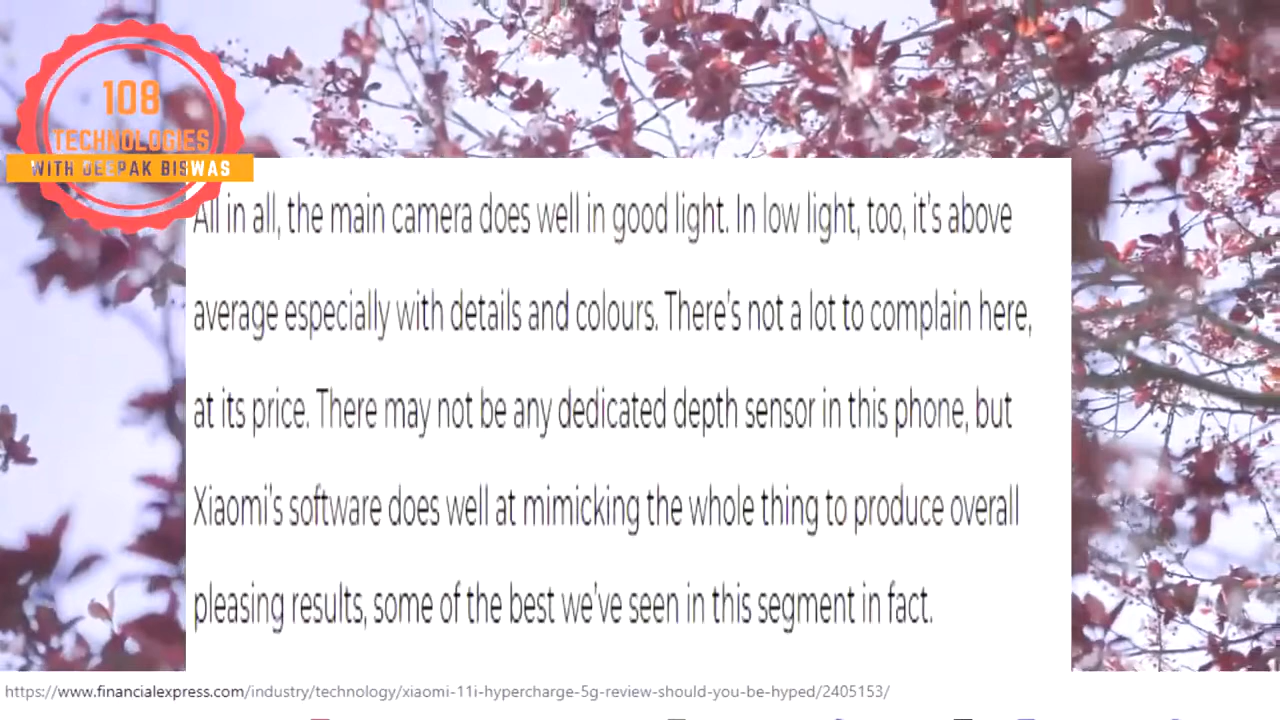 108
TECHNOLOGIES
WITH DEEPAK BISWAS
All in all, the main camera does well in good light. In low light, too, it's above
average especially with details and colours. There's not a lot to complain here,
at its price. There may not be any dedicated depth sensor in this phone, but
Xiaomi's software does well at mimicking the whole thing to produce overall
pleasing results, some of the best we've seen in this segment in fact.
https://www.financialexpress.com/industry/technology/xiaomi-11i-hypercharge-5g-review-should-you-be-hyped/2405153/